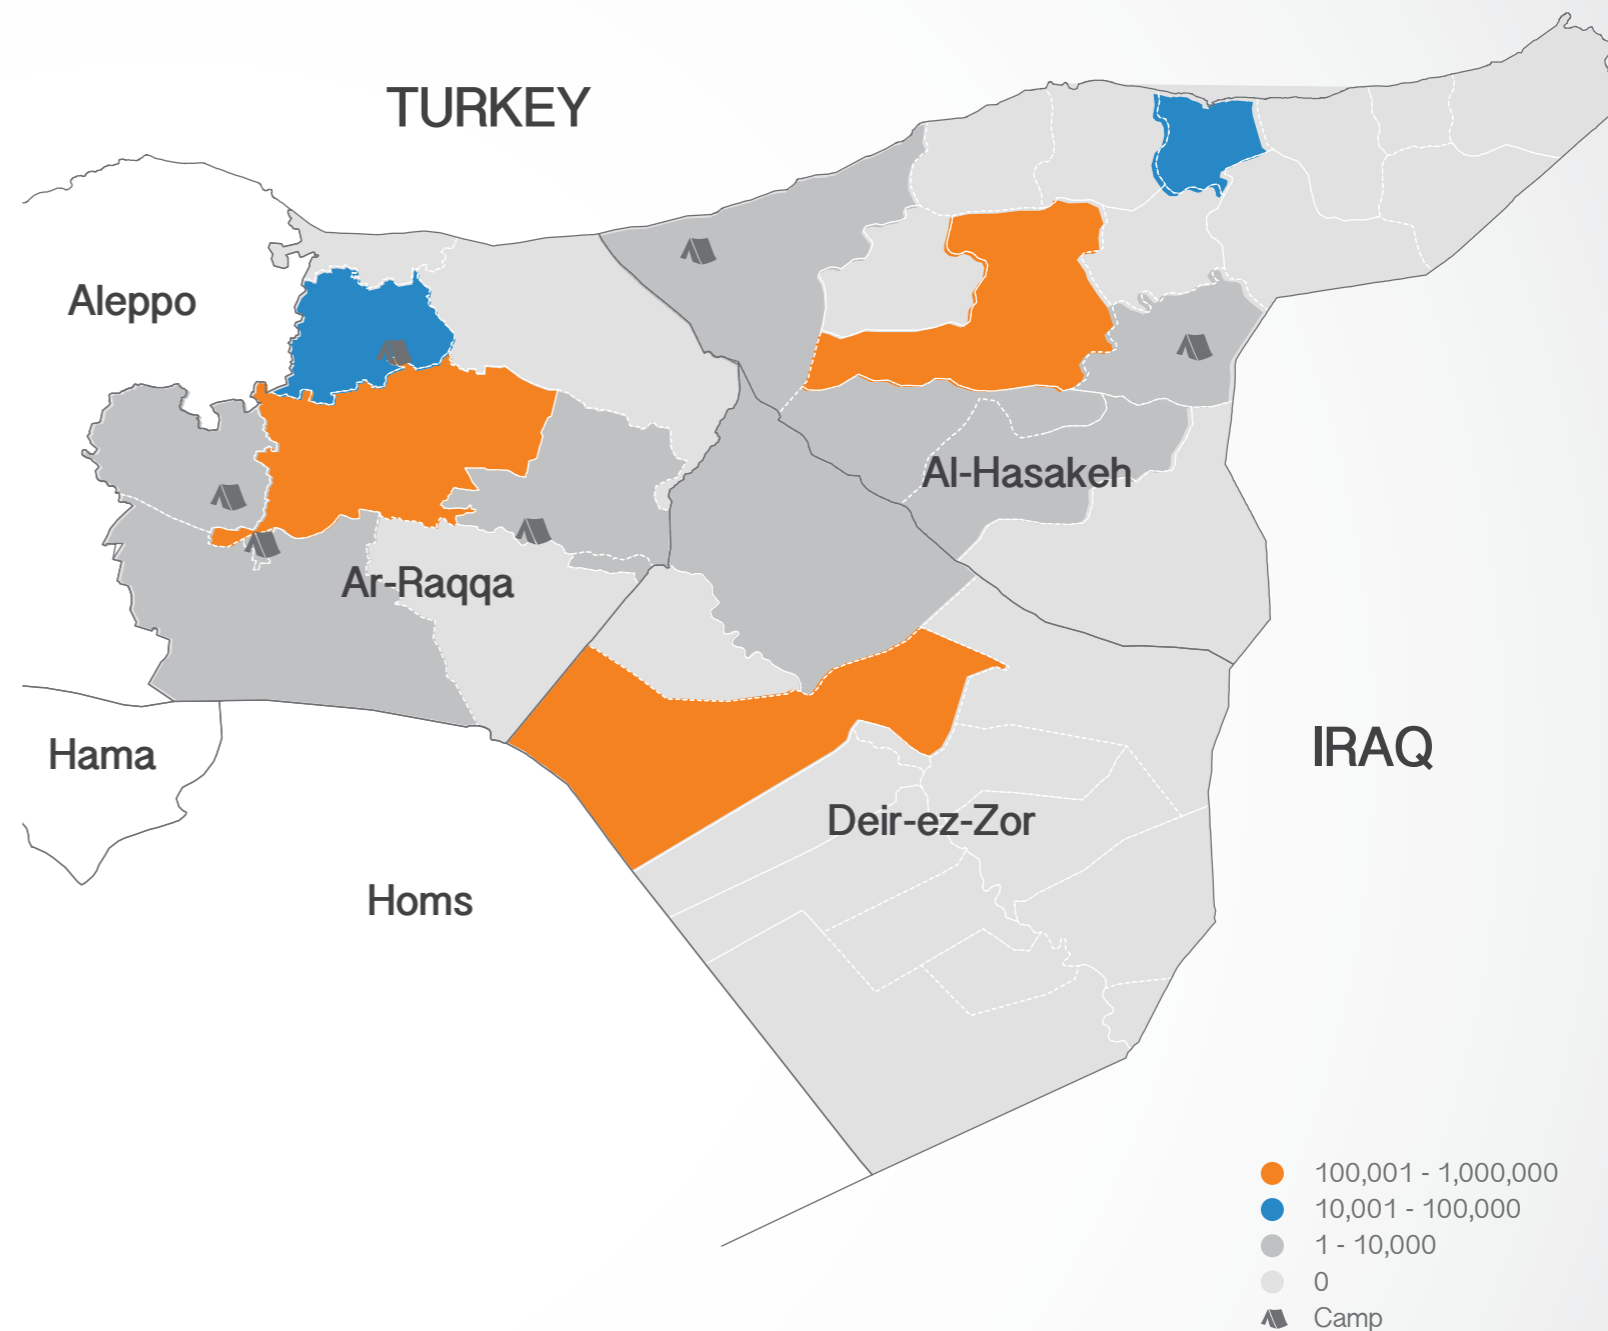 TURKEY
Aleppo
Al-Hasakeh
Ar-Raqqa
IRAQ
Hama
Deir-ez-Zor
Homs
100,001 - 1,000,000
10,001 - 100,000
1 - 10,000
0
Camp